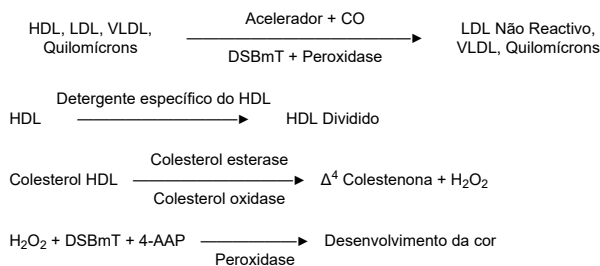 HDL, LDL, VLDL, Quilomícrons
Acelerador + CO
DSBmT + Peroxidase
LDL Não Reactivo, VLDL, Quilomícrons
Detergente específico do HDL
HDL ————————► HDL Dividido
Colesterol esterase
Colesterol HDL ————————► Δ⁴ Colestenona + H₂O₂
Colesterol oxidase
H₂O₂ + DSBmT + 4-AAP ————————► Desenvolvimento da cor
Peroxidase